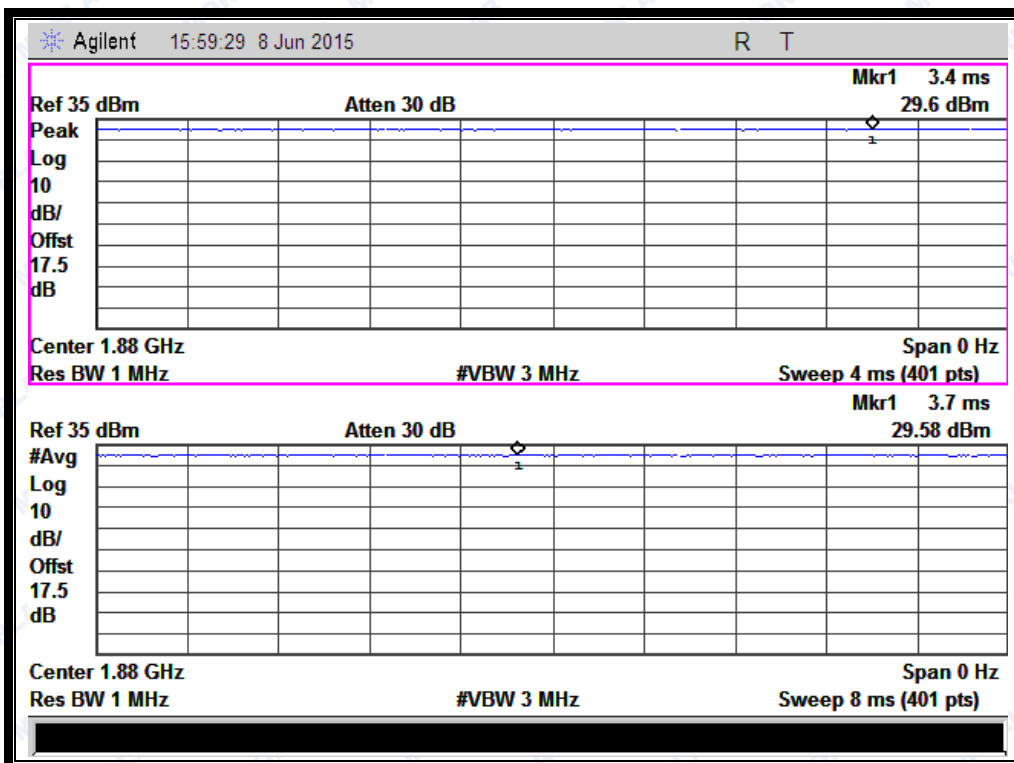 Agilent 15:59:29 8 Jun 2015 R T
Mkr1 3.4 ms
Ref 35 dBm Atten 30 dB 29.6 dBm
Peak
Log
10
dB/
Offst
17.5
dB
1
Center 1.88 GHz Span 0 Hz
Res BW 1 MHz #VBW 3 MHz Sweep 4 ms (401 pts)
Mkr1 3.7 ms
Ref 35 dBm Atten 30 dB 29.58 dBm
#Avg
Log
10
dB/
Offst
17.5
dB
1
Center 1.88 GHz Span 0 Hz
Res BW 1 MHz #VBW 3 MHz Sweep 8 ms (401 pts)